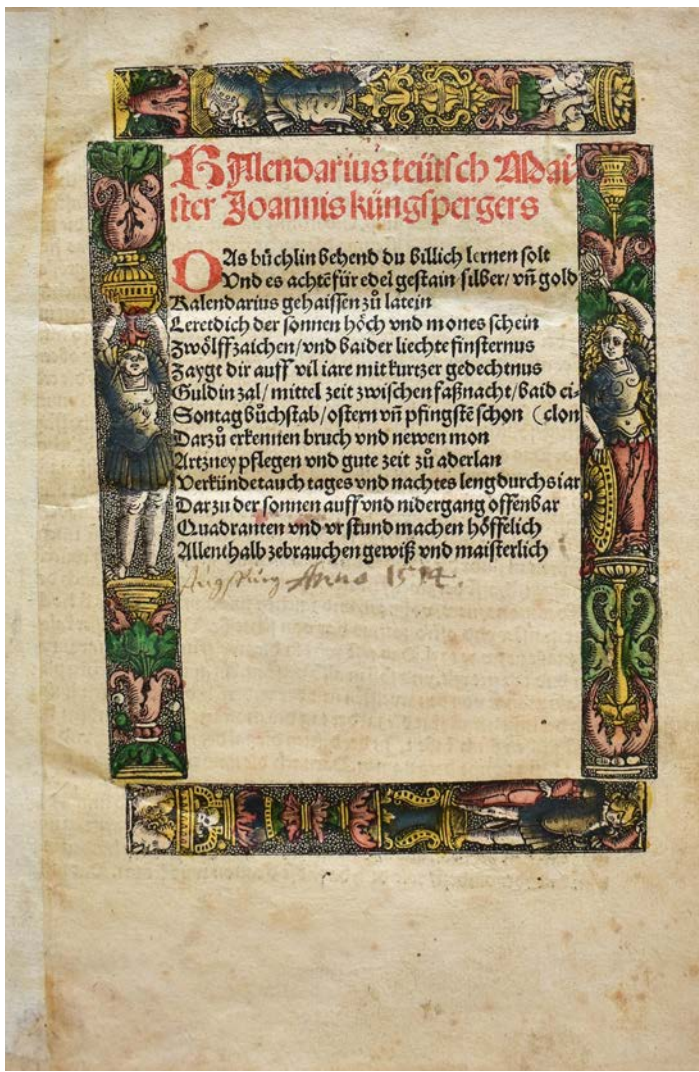 Kalendarius teütsch Mai-
ster Joannis küngspergers
Das bůchlin behend du billich lernen solt
Vnd es achtẽ für edel gestain silber/ vñ gold
Kalendarius gehaissen zů latein
Leret dich der sonnen höch vnd mones schein
Zwölff zaichen/ vnd baider liechte finsternus
Zaygt dir auff vil iare mit kurtzer gedechtnus
Guldin zal/ mittel zeit zwischen faßnacht/ baid ci-
Sontag bůchstab/ ostern vñ pfingstẽ schon (clon
Darzů erkennen bruch vnd newen mon
Artzney pflegen vnd gute zeit zů aderlan
Verkündet auch tages vnd nachtes leng durchs iar
Darzu der sonnen auff vnd nidergang offenbar
Quadranten vnd vr stund machen höffelich
Allenthalb zebrauchen gewiß vnd maisterlich
Augspurg Anno 1514.